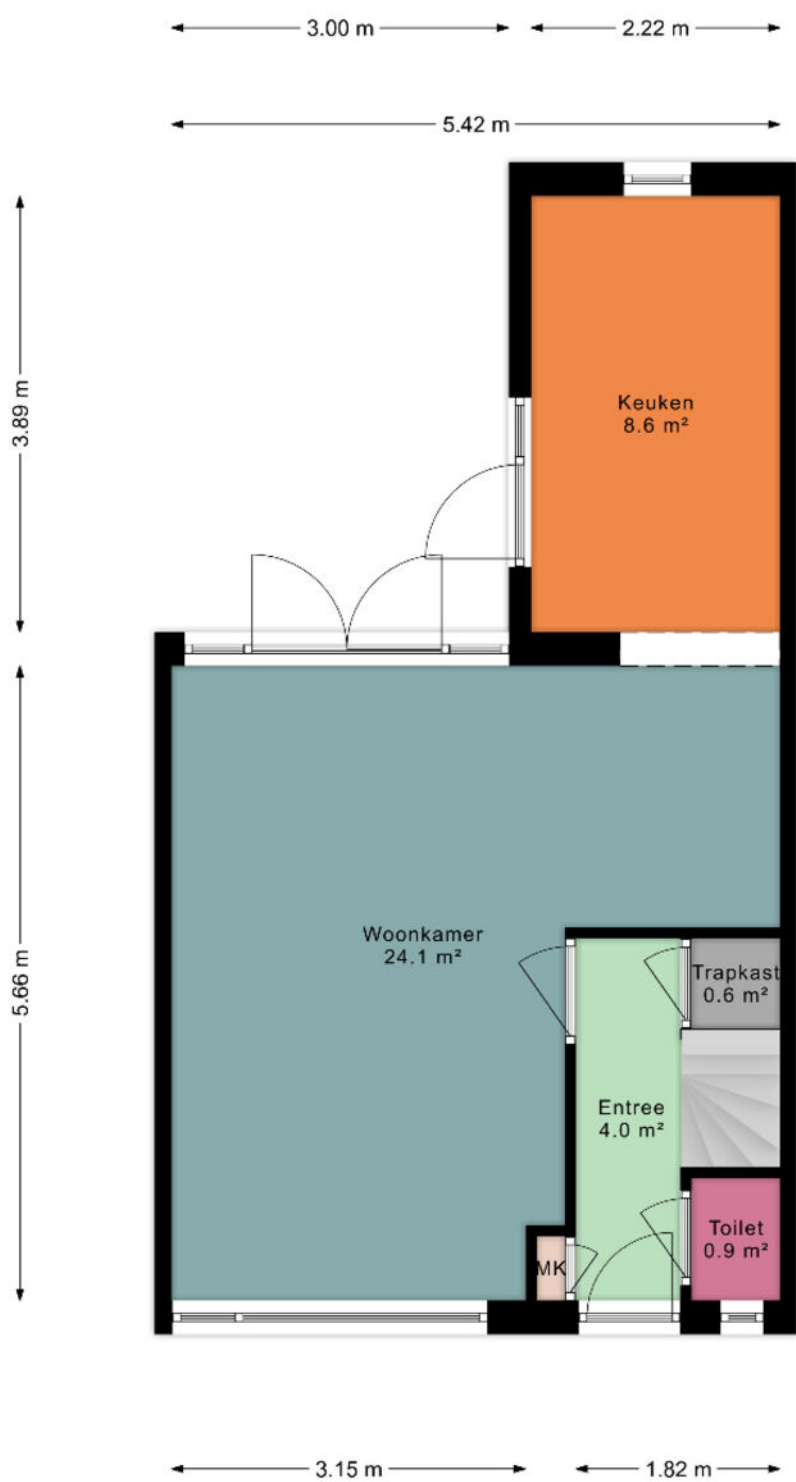 3.00 m
2.22 m
5.42 m
3.89 m
Keuken
8.6 m²
5.66 m
Woonkamer
24.1 m²
Trapkast
0.6 m²
Entree
4.0 m²
Toilet
0.9 m²
MK
3.15 m
1.82 m